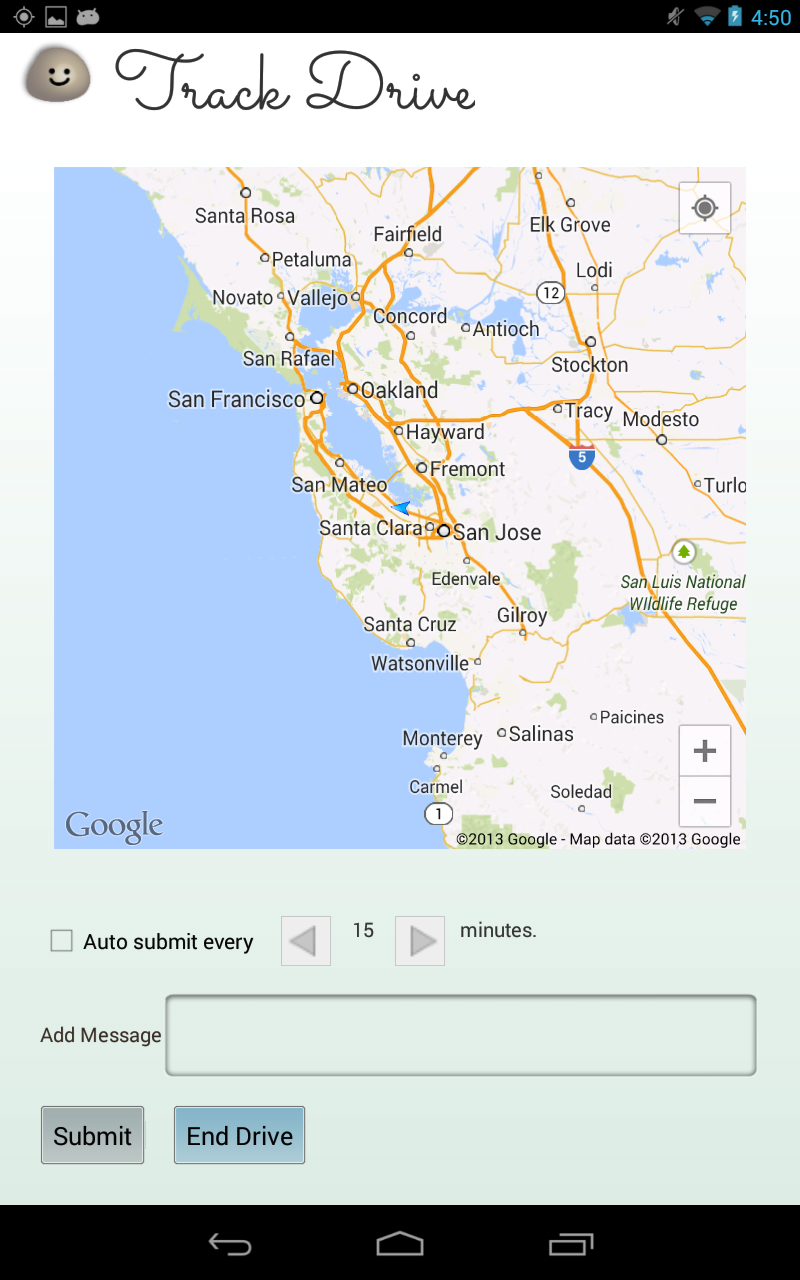 4:50
Track Drive
Santa Rosa
Elk Grove
Fairfield
Petaluma
Lodi
Novato
Vallejo
12
Concord
Antioch
San Rafael
Stockton
Oakland
San Francisco
Tracy
Modesto
Hayward
5
Fremont
San Mateo
Turlo
Santa Clara
San Jose
Edenvale
San Luis National
WIldlife Refuge
Gilroy
Santa Cruz
Watsonville
Paicines
Salinas
Monterey
Carmel
Soledad
1
Google
©2013 Google - Map data ©2013 Google
Auto submit every 15 minutes.
Add Message
Submit End Drive